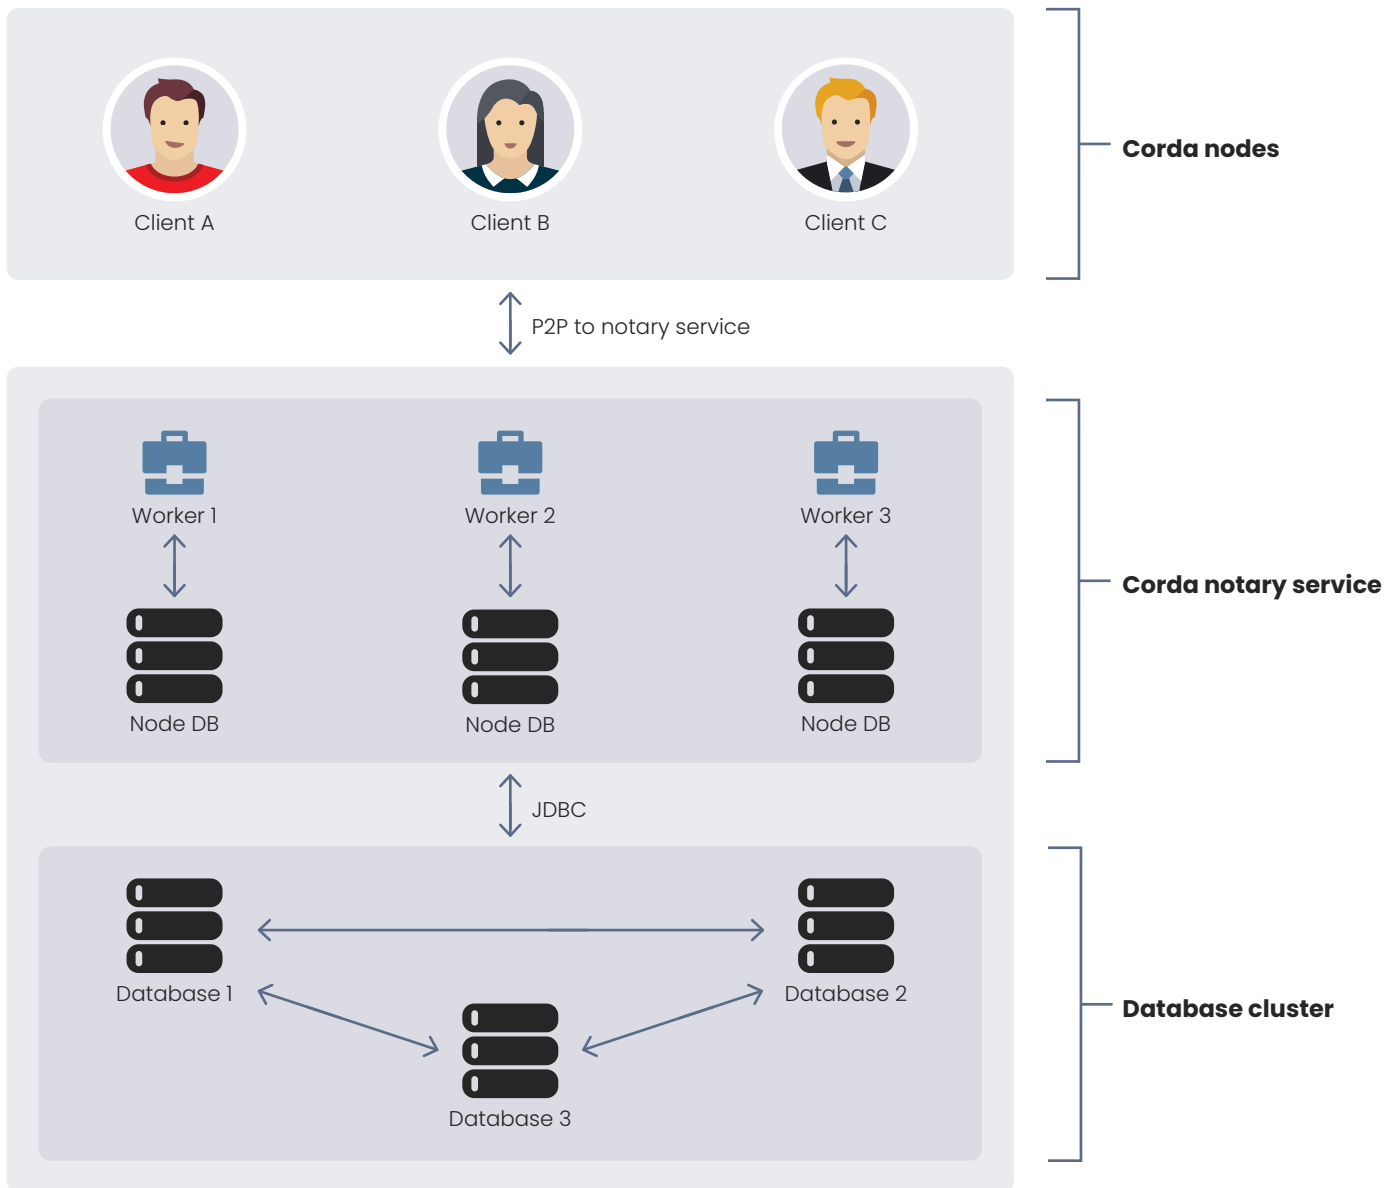 Client A
Client B
Client C
Corda nodes
P2P to notary service
Worker 1
Worker 2
Worker 3
Corda notary service
Node DB
Node DB
Node DB
JDBC
Database 1
Database 2
Database cluster
Database 3